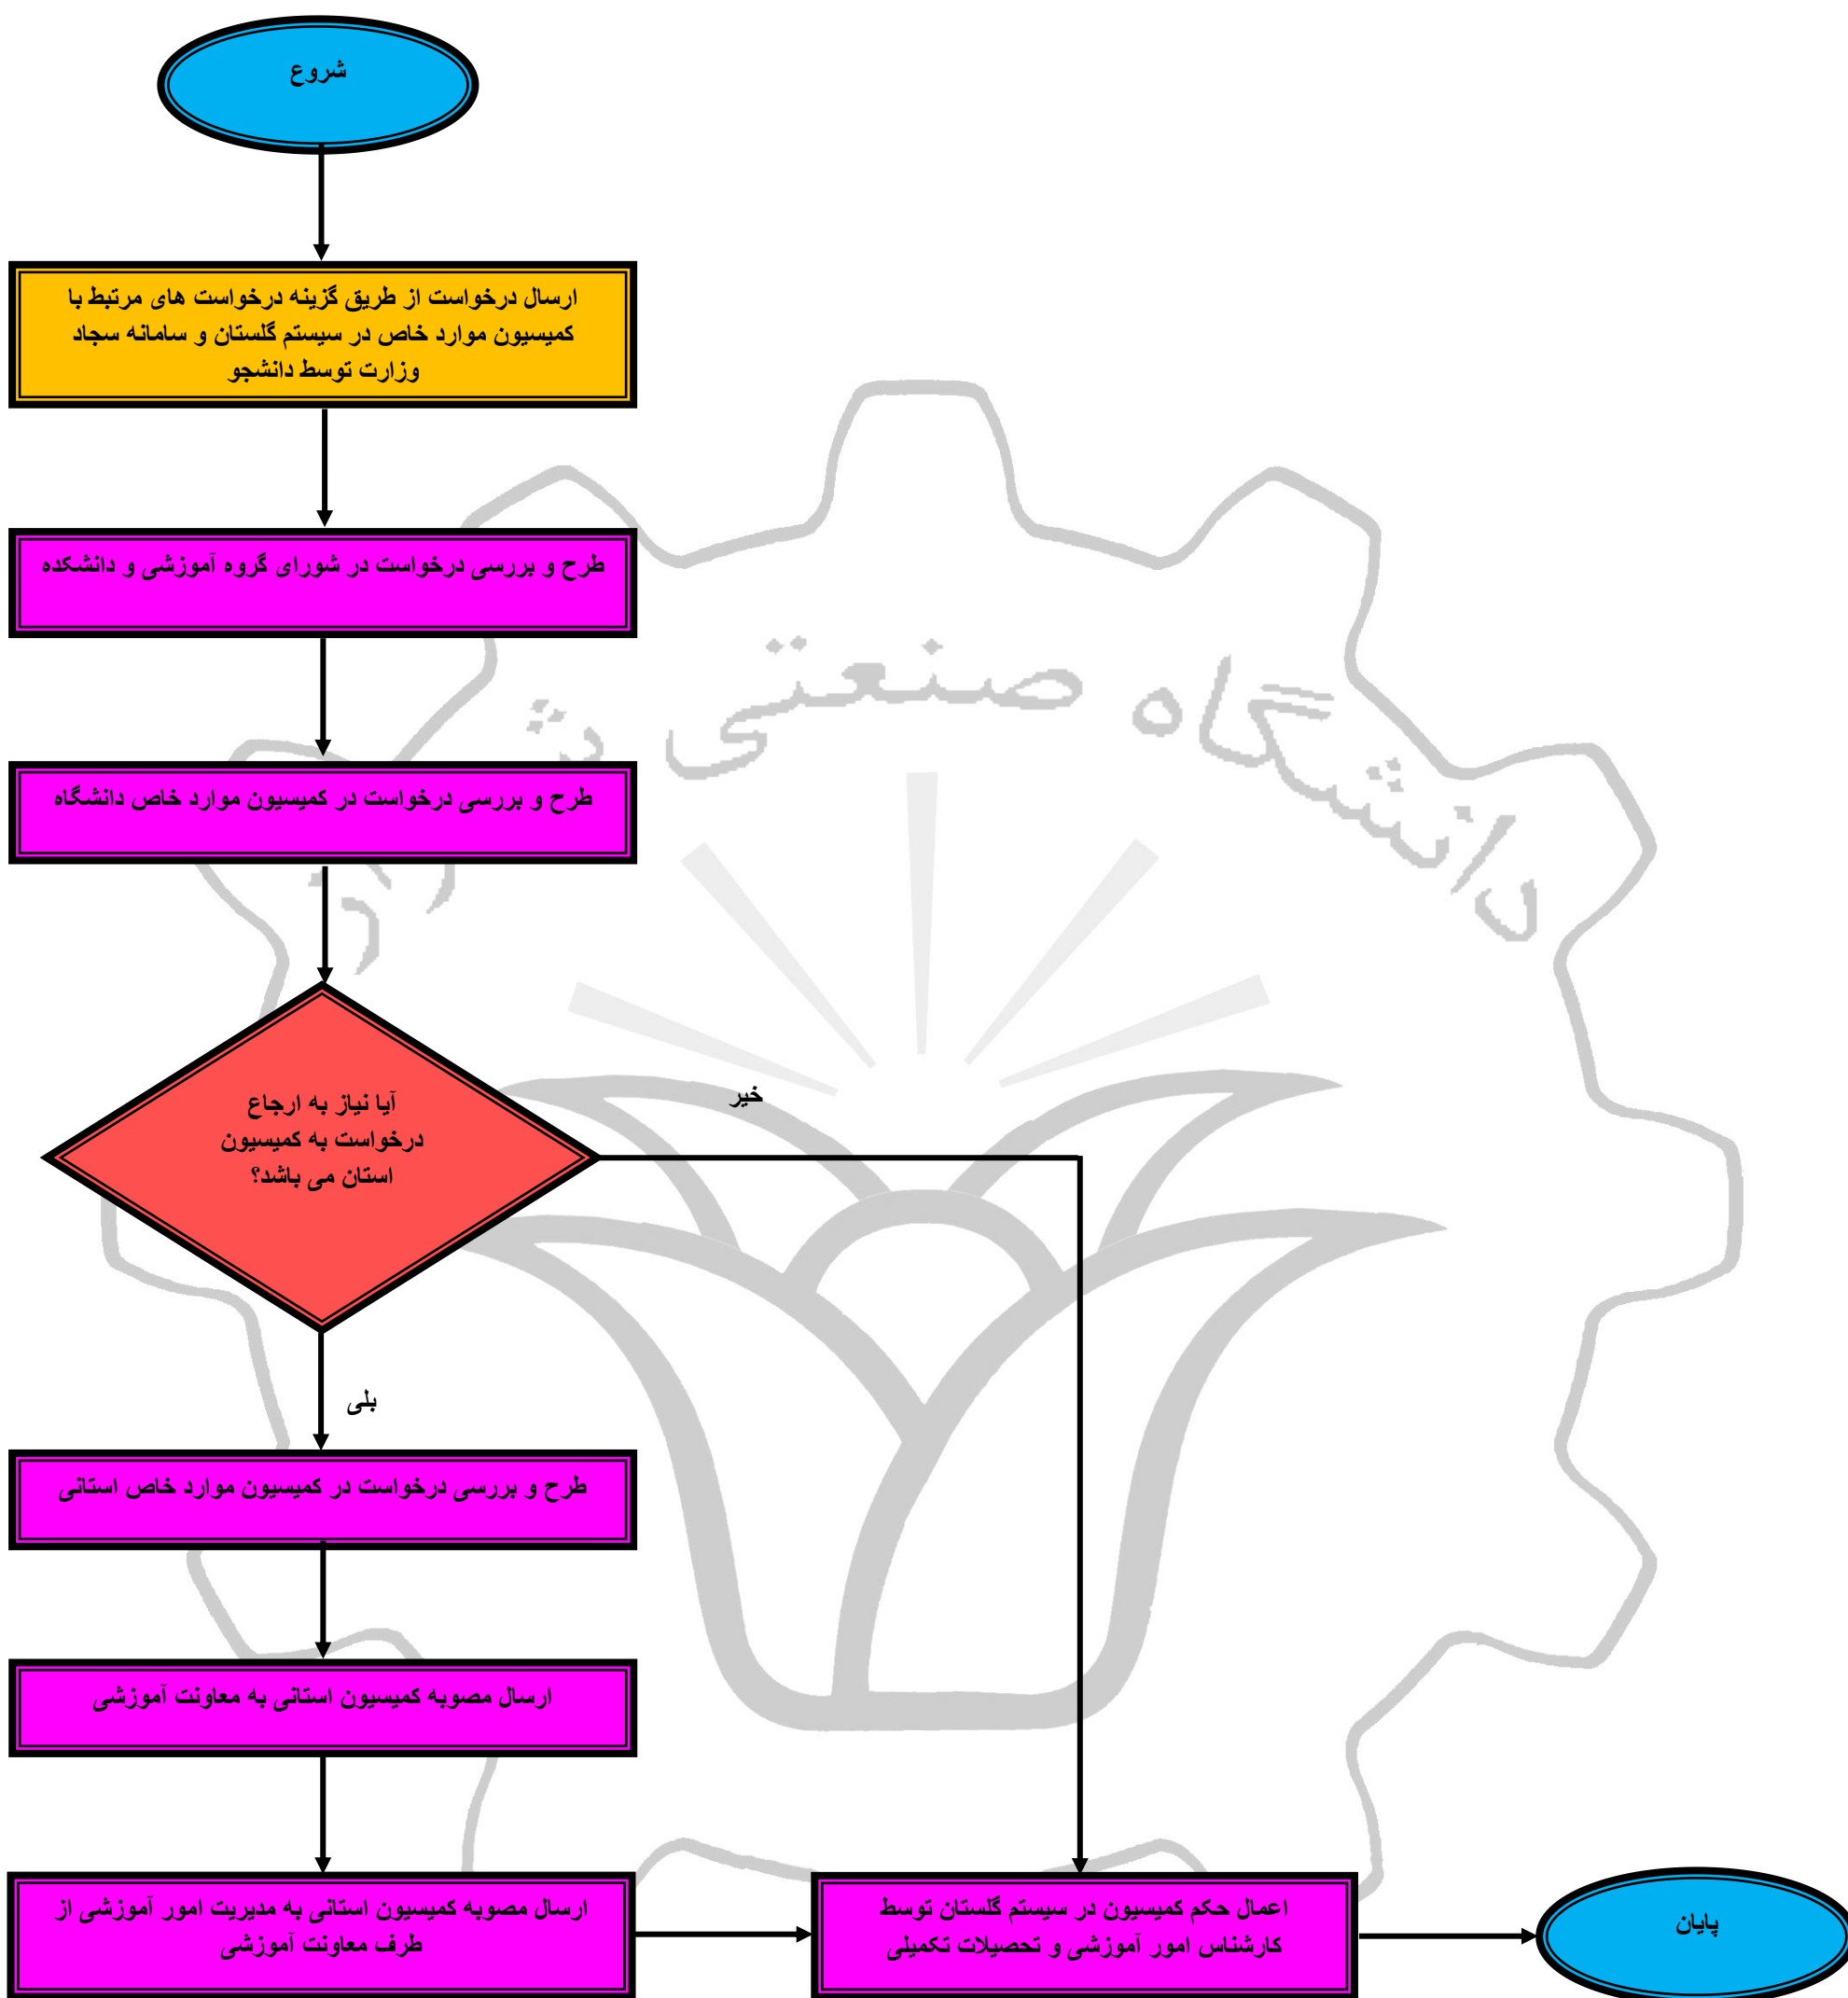 شروع
ارسال درخواست از طریق گزینه درخواست های مرتبط با
کمیسیون موارد خاص در سیستم گلستان و سامانه سجاد
وزارت توسط دانشجو
طرح و بررسی درخواست در شورای گروه آموزشی و دانشکده
دانشگاه صنعتی
طرح و بررسی درخواست در کمیسیون موارد خاص دانشگاه
آیا نیاز به ارجاع
درخواست به کمیسیون
استان می باشد؟
خیر
بلی
طرح و بررسی درخواست در کمیسیون موارد خاص استانی
ارسال مصوبه کمیسیون استانی به معاونت آموزشی
ارسال مصوبه کمیسیون استانی به مدیریت امور آموزشی از
طرف معاونت آموزشی
اعمال حکم کمیسیون در سیستم گلستان توسط
کارشناس امور آموزشی و تحصیلات تکمیلی
پایان